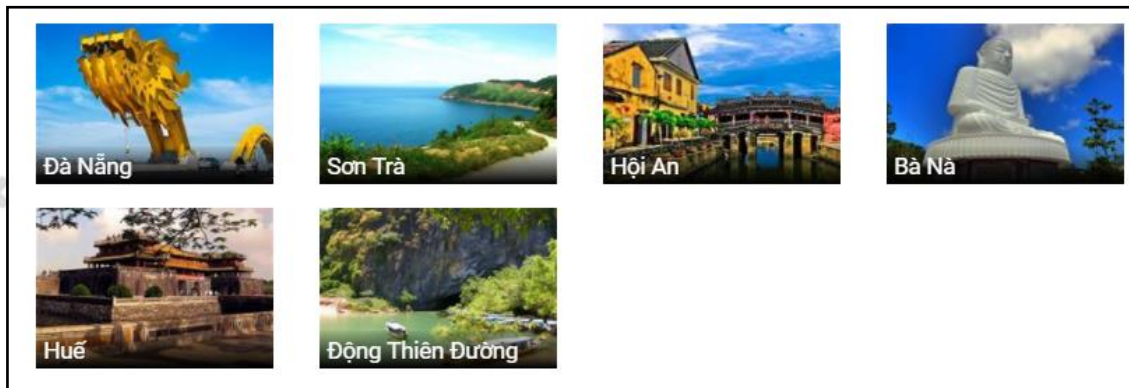 Đà Nẵng
Sơn Trà
Hội An
Bà Nà
Huế
Động Thiên Đường